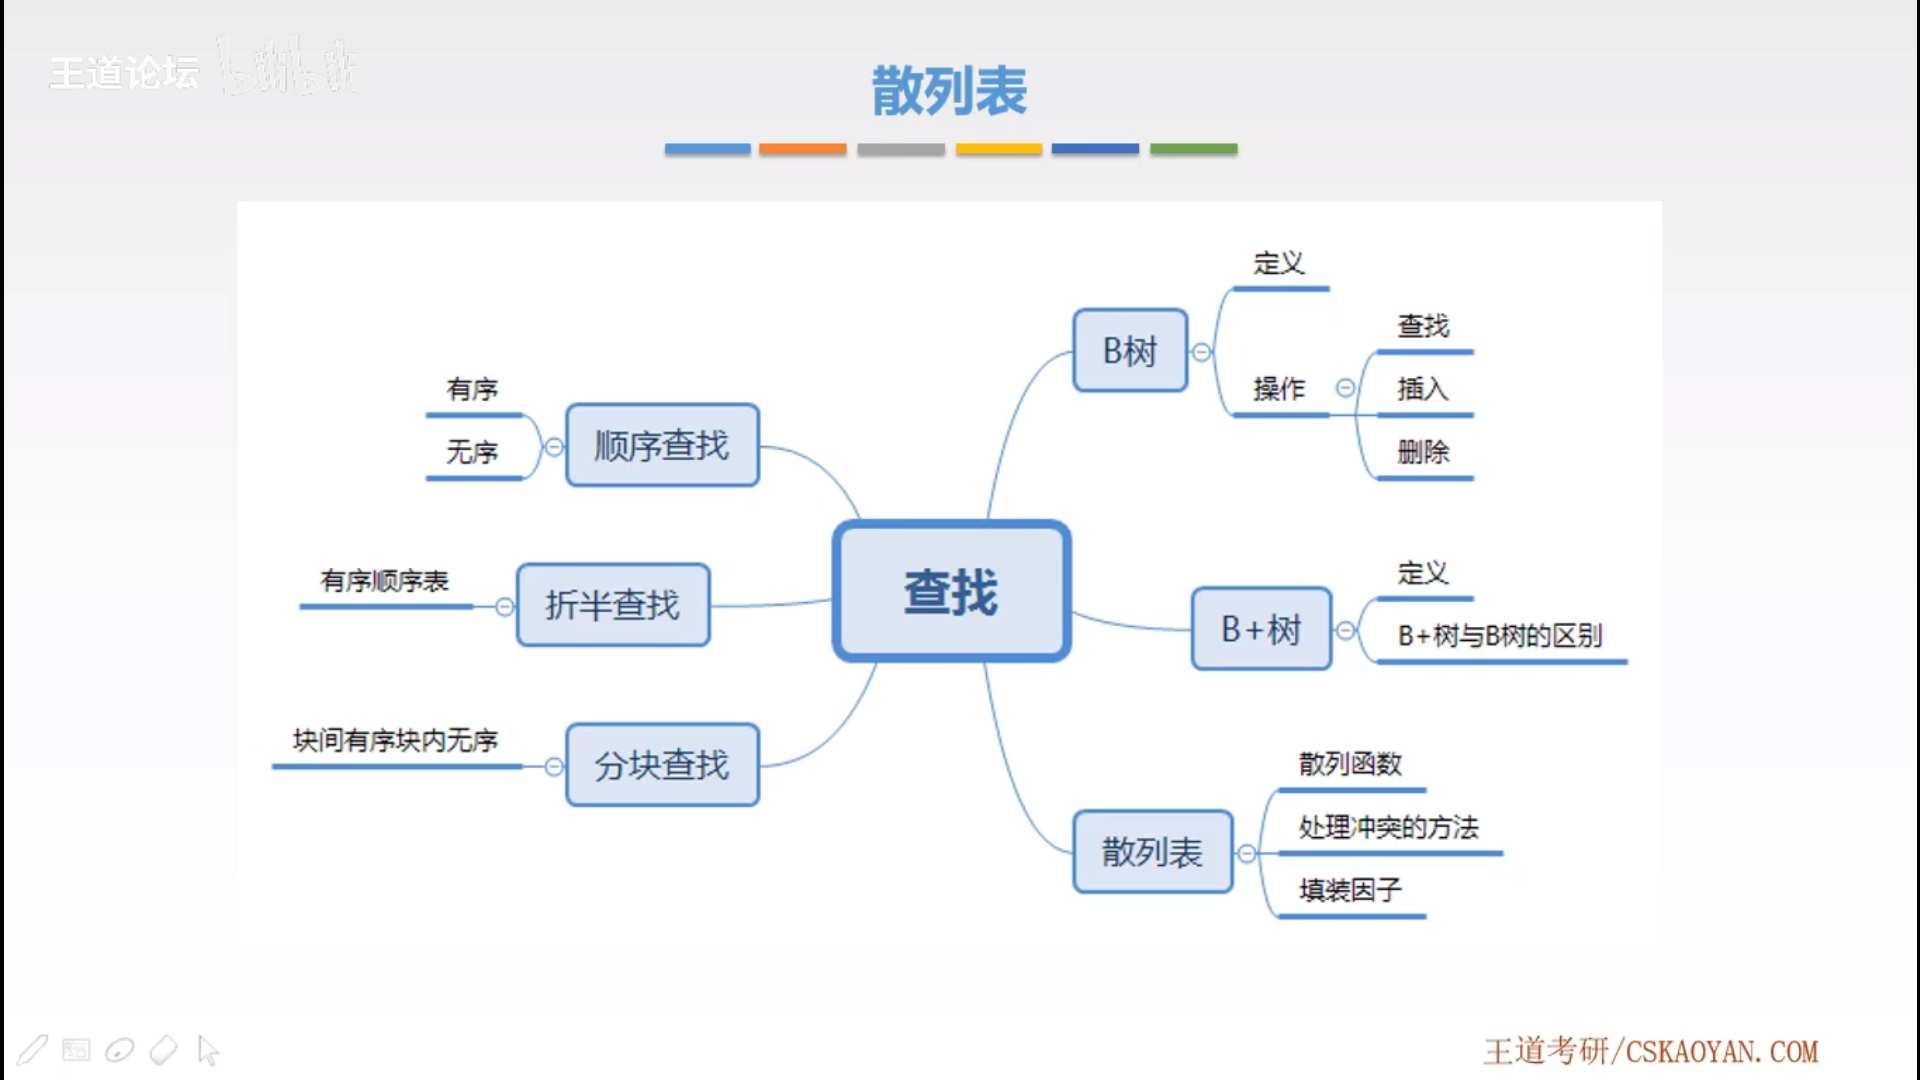 王道论坛 bilibili
散列表
定义
查找
B树
操作
插入
删除
有序
无序
顺序查找
查找
有序顺序表
折半查找
定义
B+树
B+树与B树的区别
块间有序块内无序
分块查找
散列函数
散列表
处理冲突的方法
填装因子
王道考研/CSKAOYAN.COM